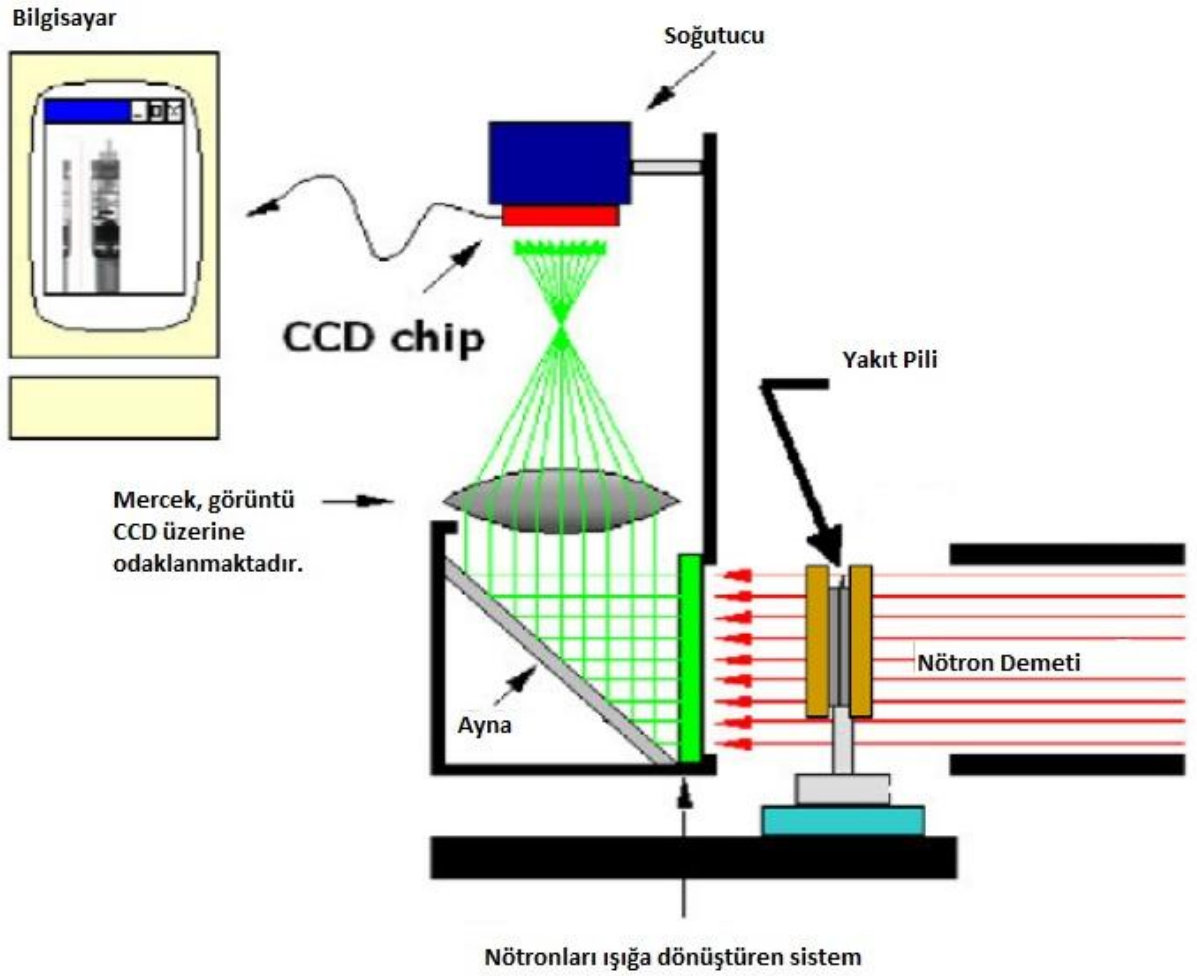 Bilgisayar
Soğutucu
CCD chip
Yakıt Pili
Mercek, görüntü
CCD üzerine
odaklanmaktadır.
Nötron Demeti
Ayna
Nötronları ışığa dönüştüren sistem